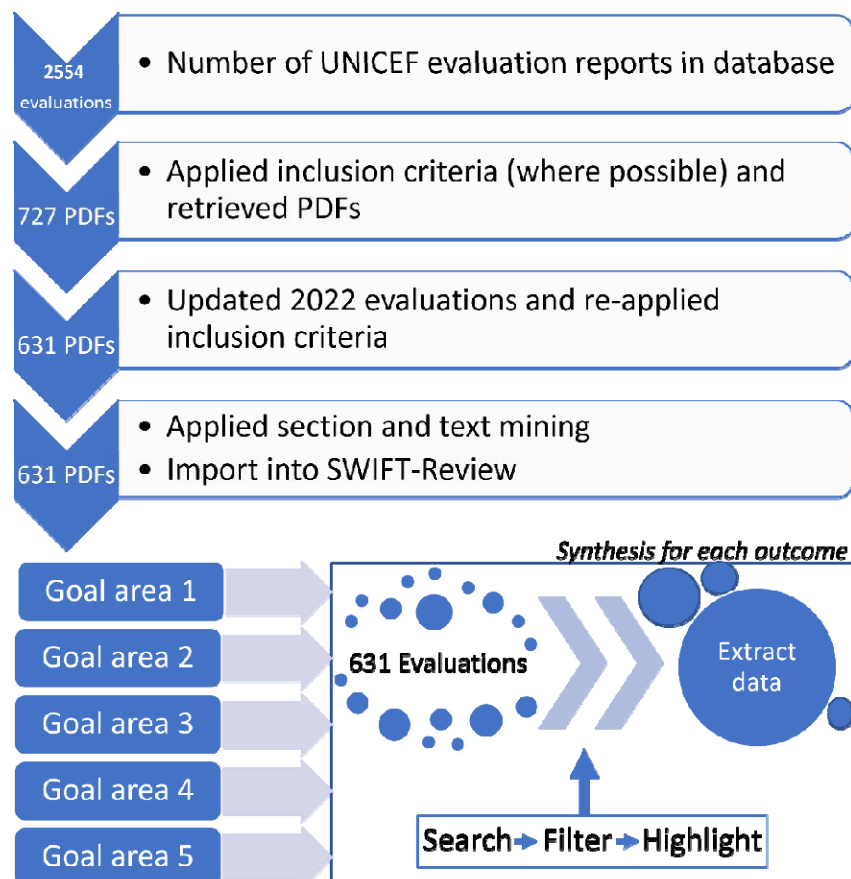 2554
evaluations
• Number of UNICEF evaluation reports in database
727 PDFs
• Applied inclusion criteria (where possible) and
retrieved PDFs
631 PDFs
• Updated 2022 evaluations and re-applied
inclusion criteria
631 PDFs
• Applied section and text mining
• Import into SWIFT-Review
Synthesis for each outcome
Goal area 1
Goal area 2
Goal area 3
Goal area 4
Goal area 5
631 Evaluations
Extract
data
Search Filter Highlight